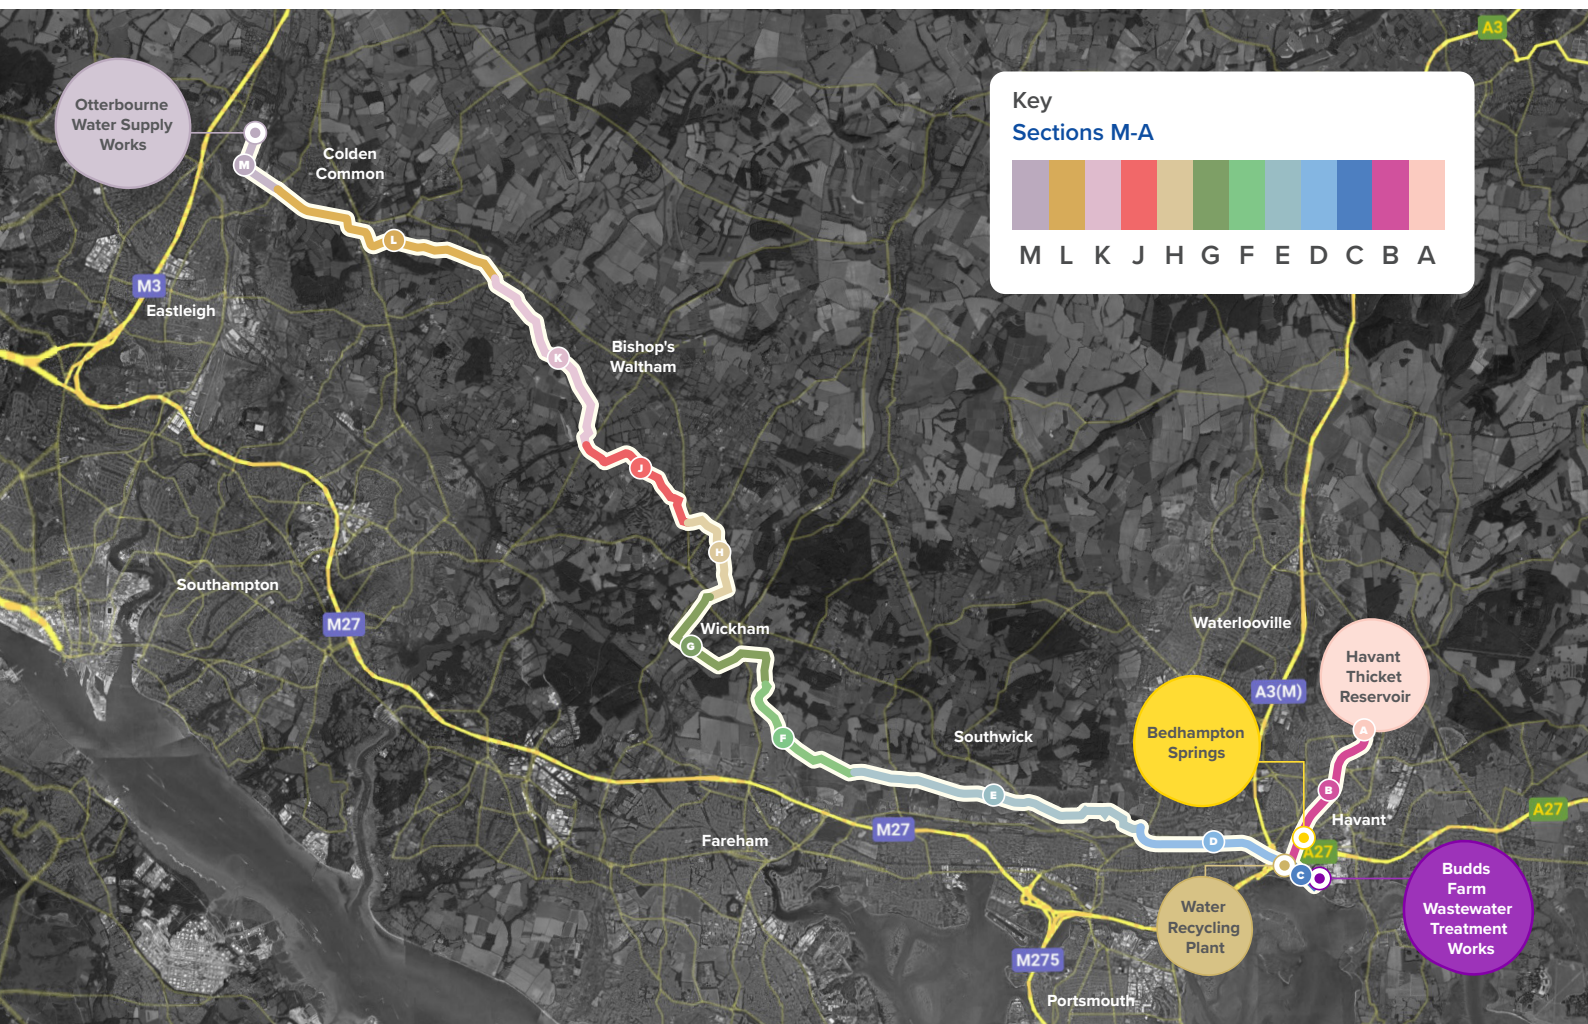 A3
Key
Sections M-A
M L K J H G F E D C B A
Otterbourne
Water Supply
Works
M
Colden
Common
L
M3
Eastleigh
K
Bishop's
Waltham
J
H
Southampton
M27
Wickham
G
Waterlooville
Havant
Thicket
Reservoir
A3(M)
A
Bedhampton
Springs
F
Southwick
E
B
Havant
A27
M27
Fareham
D
A27
C
Budds
Farm
Wastewater
Treatment
Works
Water
Recycling
Plant
M275
Portsmouth